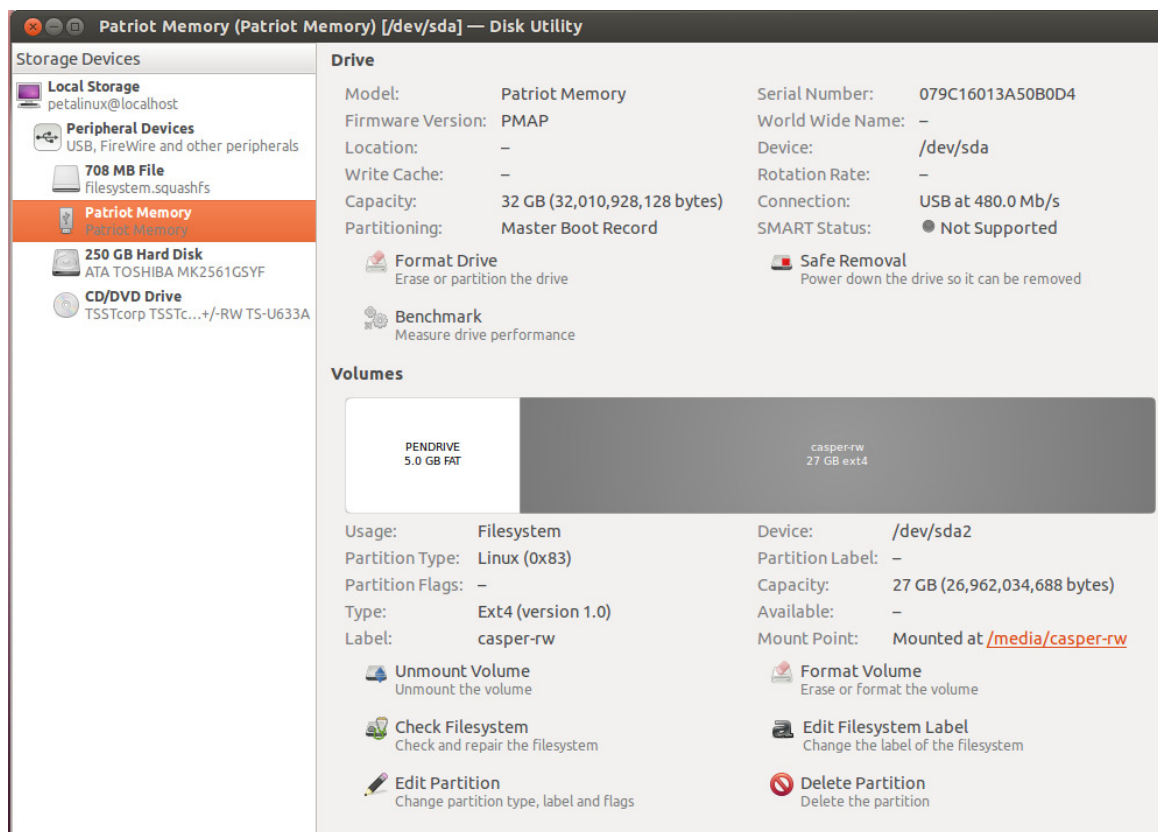 Patriot Memory (Patriot Memory) [/dev/sda] — Disk Utility
Storage Devices
Local Storage
petalinux@localhost
Peripheral Devices
USB, FireWire and other peripherals
708 MB File
filesystem.squashfs
Patriot Memory
Patriot Memory
250 GB Hard Disk
ATA TOSHIBA MK2561GSYF
CD/DVD Drive
TSSTcorp TSSTc...+/-RW TS-U633A
Drive
Model: Patriot Memory Serial Number: 079C16013A50B0D4
Firmware Version: PMAP World Wide Name: –
Location: – Device: /dev/sda
Write Cache: – Rotation Rate: –
Capacity: 32 GB (32,010,928,128 bytes) Connection: USB at 480.0 Mb/s
Partitioning: Master Boot Record SMART Status: Not Supported
Format Drive Safe Removal
Erase or partition the drive Power down the drive so it can be removed
Benchmark
Measure drive performance
Volumes
PENDRIVE casper-rw
5.0 GB FAT 27 GB ext4
Usage: Filesystem Device: /dev/sda2
Partition Type: Linux (0x83) Partition Label: –
Partition Flags: – Capacity: 27 GB (26,962,034,688 bytes)
Type: Ext4 (version 1.0) Available: –
Label: casper-rw Mount Point: Mounted at /media/casper-rw
Unmount Volume Format Volume
Unmount the volume Erase or format the volume
Check Filesystem Edit Filesystem Label
Check and repair the filesystem Change the label of the filesystem
Edit Partition Delete Partition
Change partition type, label and flags Delete the partition